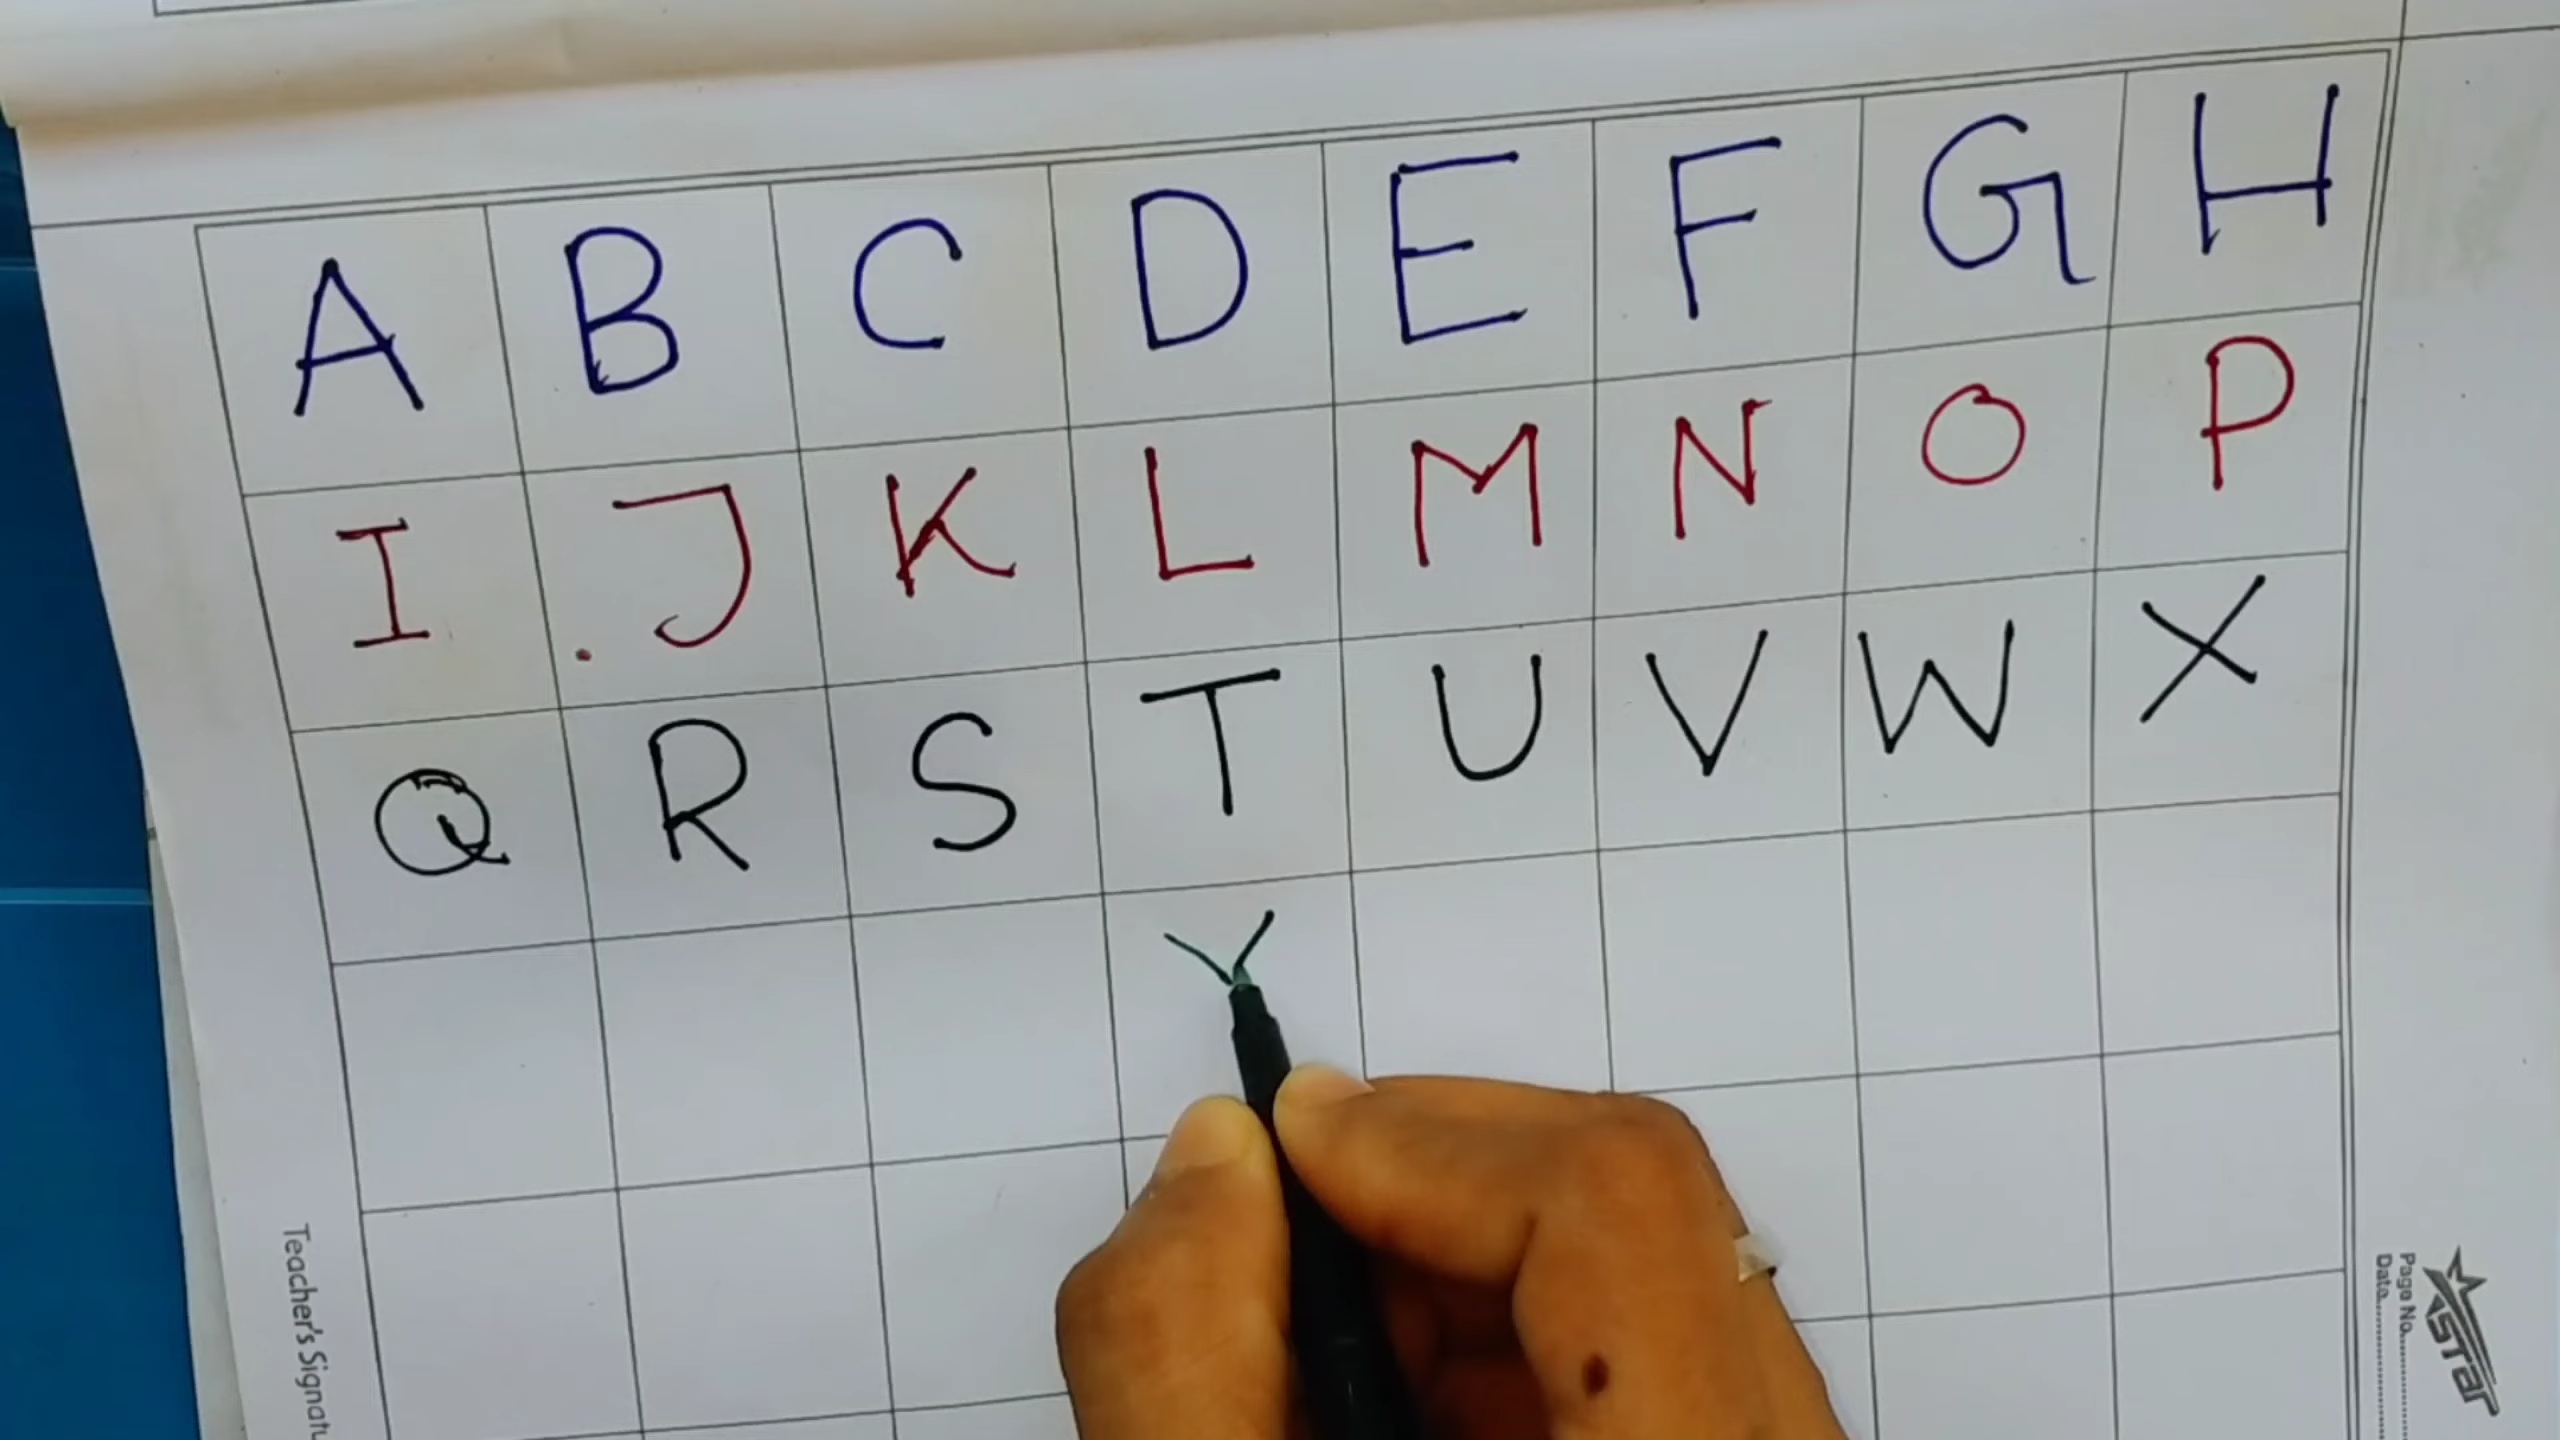 A B C D E F G H
I . J K L M N O P
Q R S T U V W X
Y
Teacher's Signatu
Page No.
Date
STAR